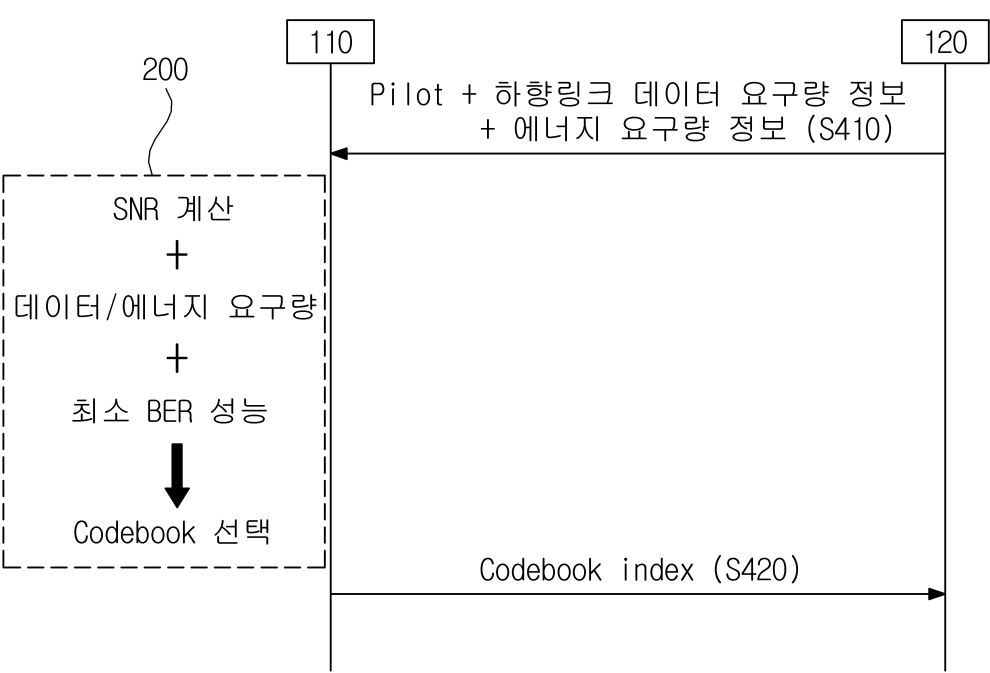 110
120
200
Pilot + 하향링크 데이터 요구량 정보
+ 에너지 요구량 정보 (S410)
SNR 계산
+
데이터/에너지 요구량
+
최소 BER 성능
Codebook 선택
Codebook index (S420)